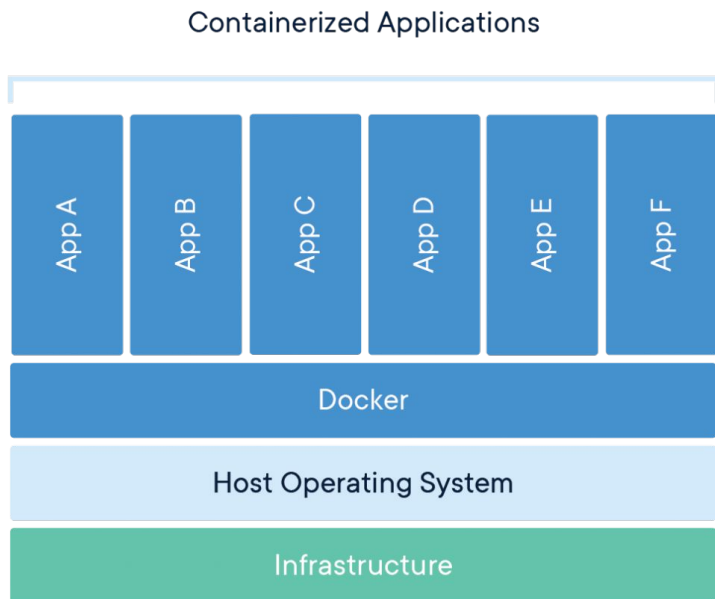 Containerized Applications
App A
App B
App C
App D
App E
App F
Docker
Host Operating System
Infrastructure